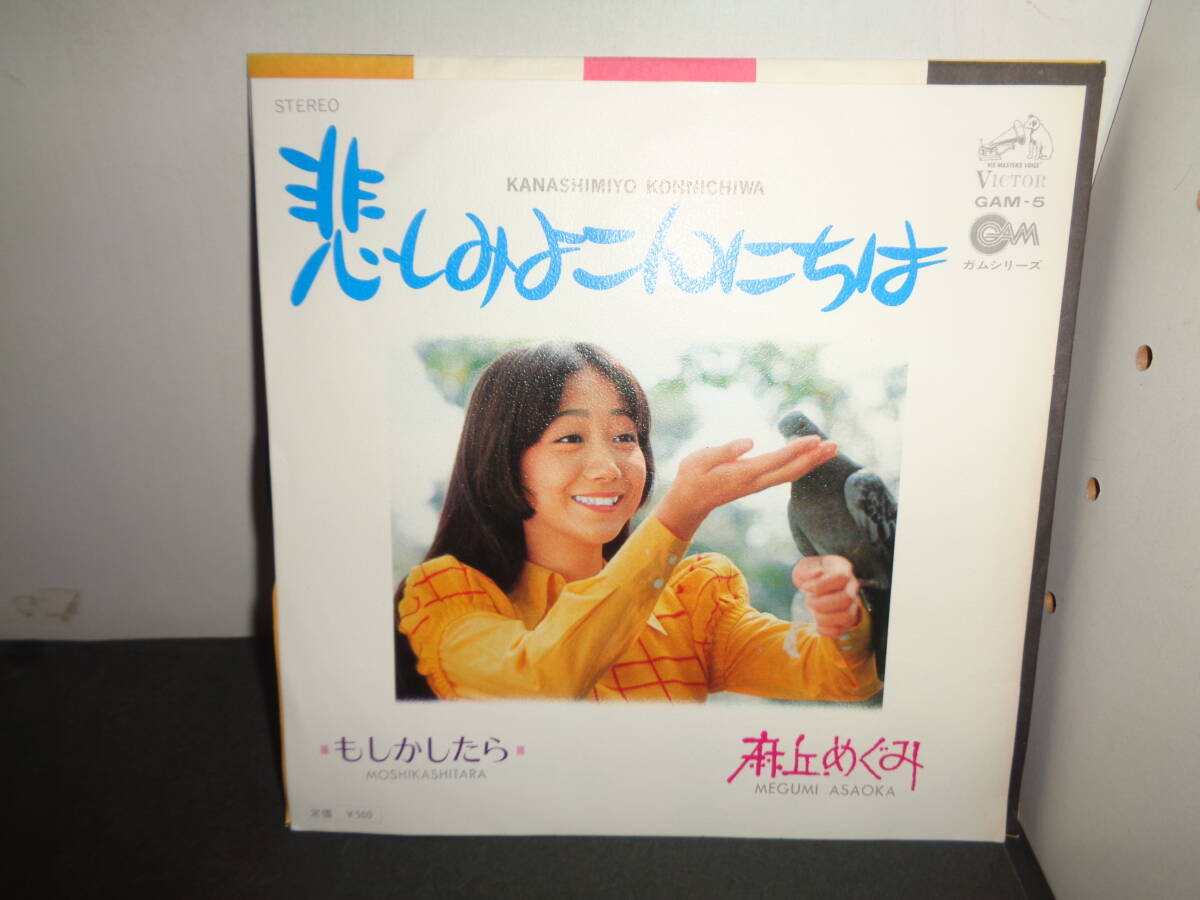 STEREO
KANASHIMIYO KONNICHIWA
悲しみよこんにちは
"HIS MASTER'S VOICE"
VICTOR
GAM-5
GAM
ガムシリーズ
もしかしたら
MOSHIKASHITARA
麻丘めぐみ
MEGUMI ASAOKA
定価 ¥500